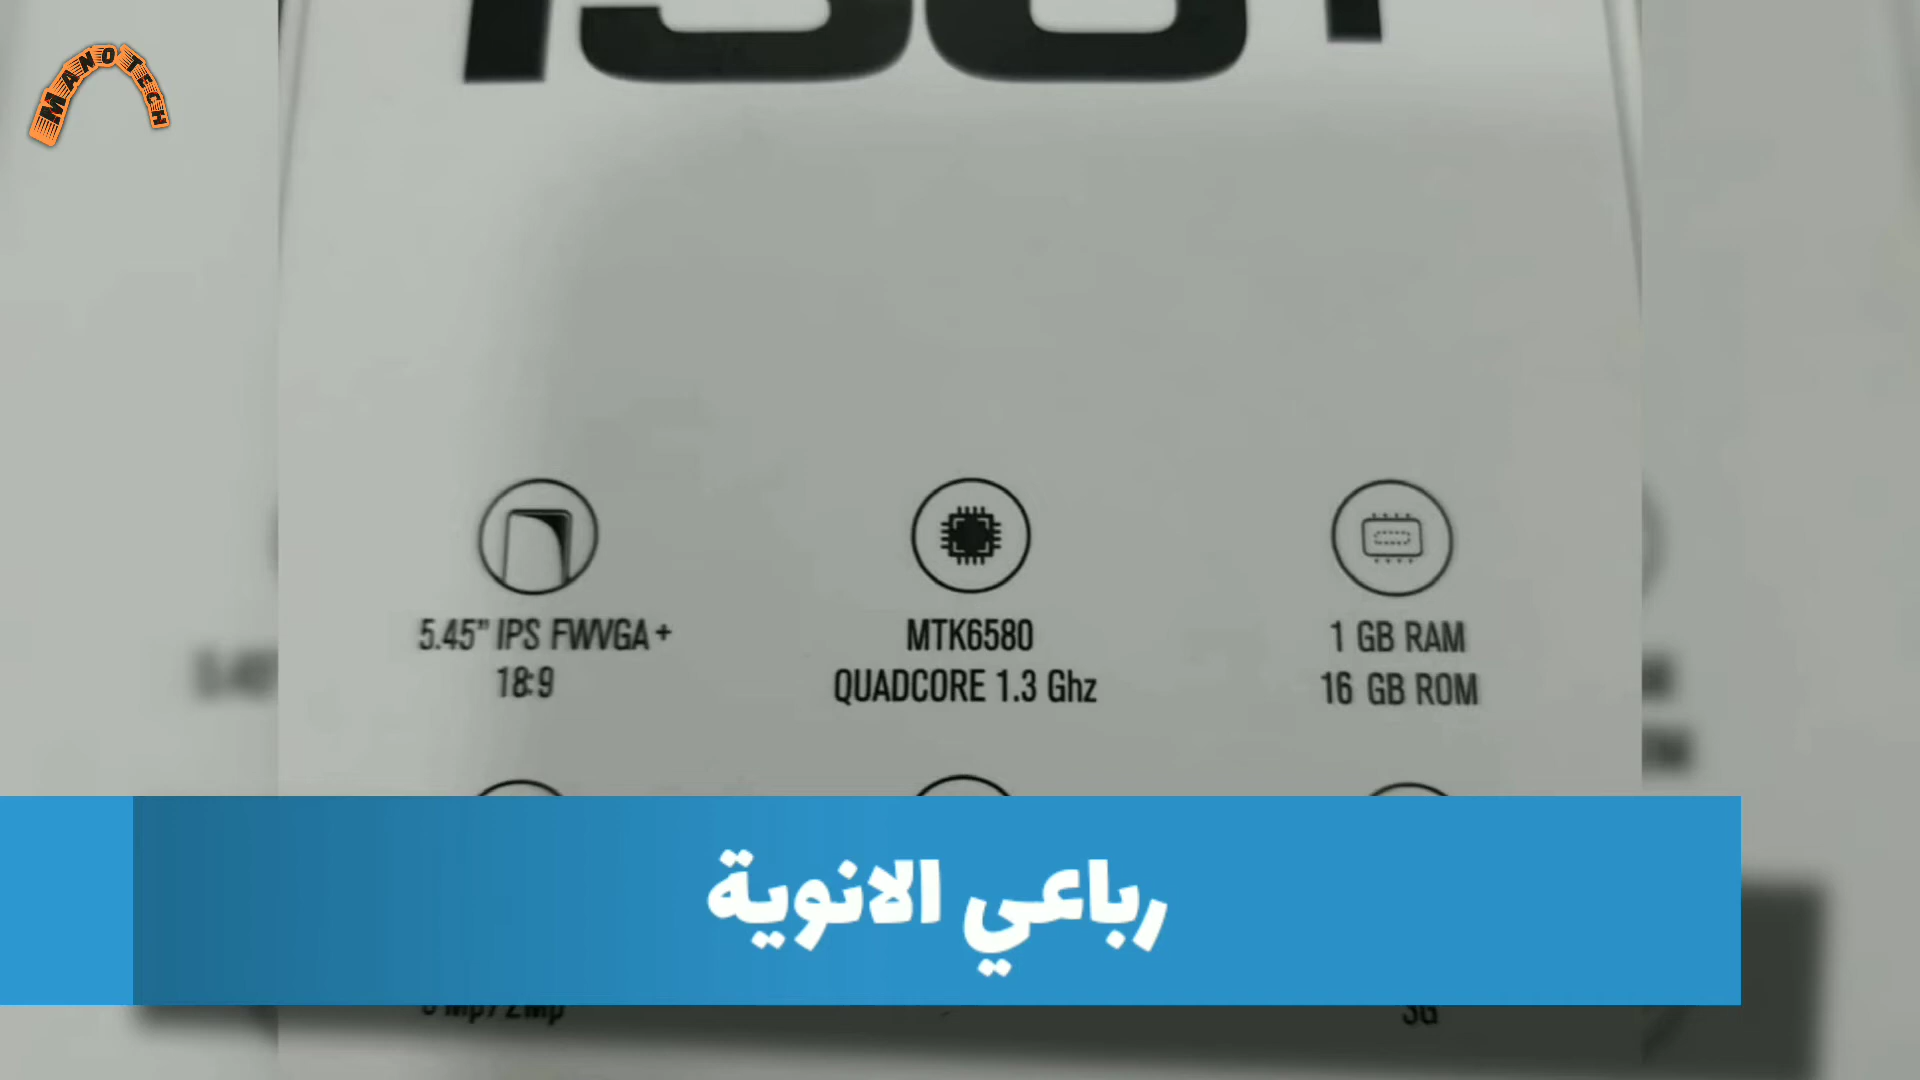 MANO TECH
5.45” IPS FWVGA+
18:9
MTK6580
QUADCORE 1.3 Ghz
1 GB RAM
16 GB ROM
رباعي الانوية
3G